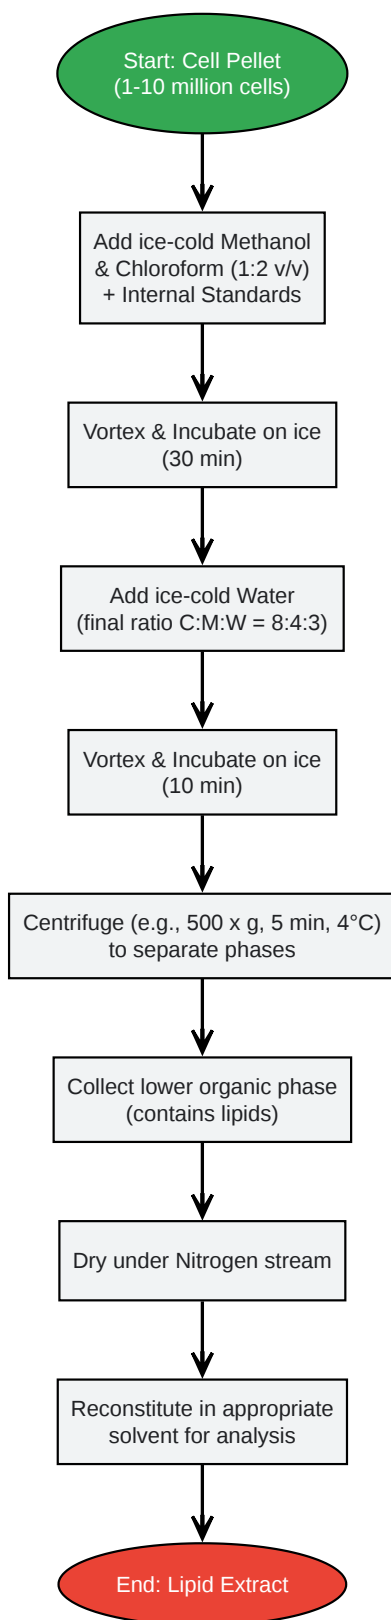 Start: Cell Pellet
(1-10 million cells)
Add ice-cold Methanol
& Chloroform (1:2 v/v)
+ Internal Standards
Vortex & Incubate on ice
(30 min)
Add ice-cold Water
(final ratio C:M:W = 8:4:3)
Vortex & Incubate on ice
(10 min)
Centrifuge (e.g., 500 x g, 5 min, 4°C)
to separate phases
Collect lower organic phase
(contains lipids)
Dry under Nitrogen stream
Reconstitute in appropriate
solvent for analysis
End: Lipid Extract